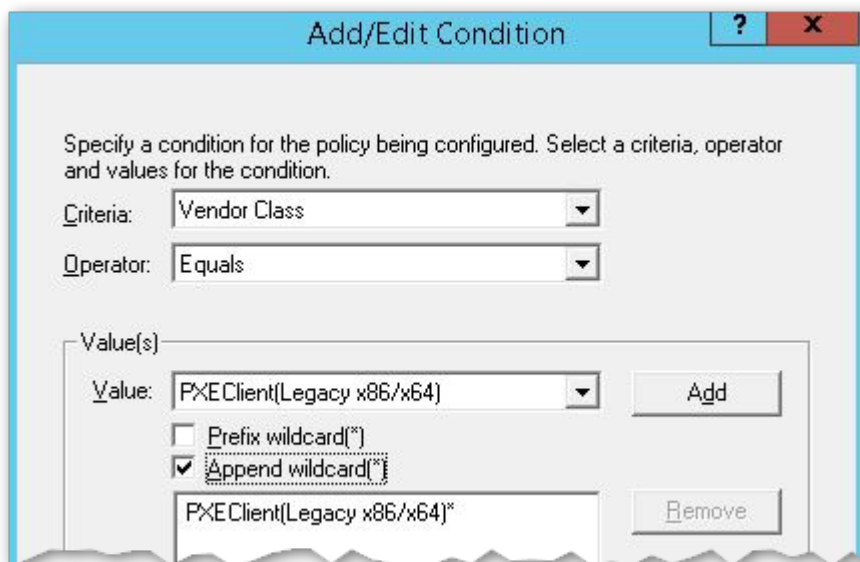 Add/Edit Condition
? x
Specify a condition for the policy being configured. Select a criteria, operator
and values for the condition.
Criteria: Vendor Class
Operator: Equals
Value(s)
Value: PXEClient(Legacy x86/x64) Add
Prefix wildcard(*)
Append wildcard(*)
PXEClient(Legacy x86/x64)* Remove